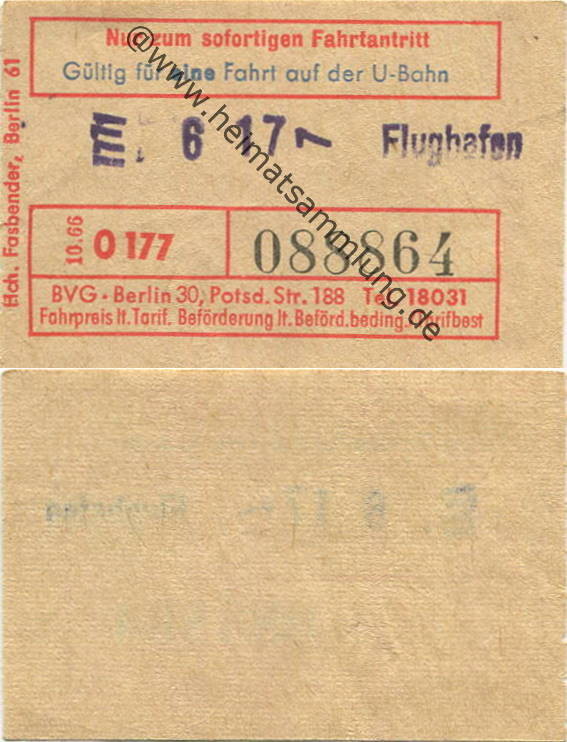 Nur zum sofortigen Fahrtantritt
Gültig für eine Fahrt auf der U-Bahn
E 6 17 7 Flughafen
Hch. Fasbender, Berlin 61
10.66 0 177 088864
BVG · Berlin 30, Potsd. Str. 188 Tel. 18031
Fahrpreis lt. Tarif. Beförderung lt. Beförd.beding. Tarifbest
@www.heimatsammlung.de